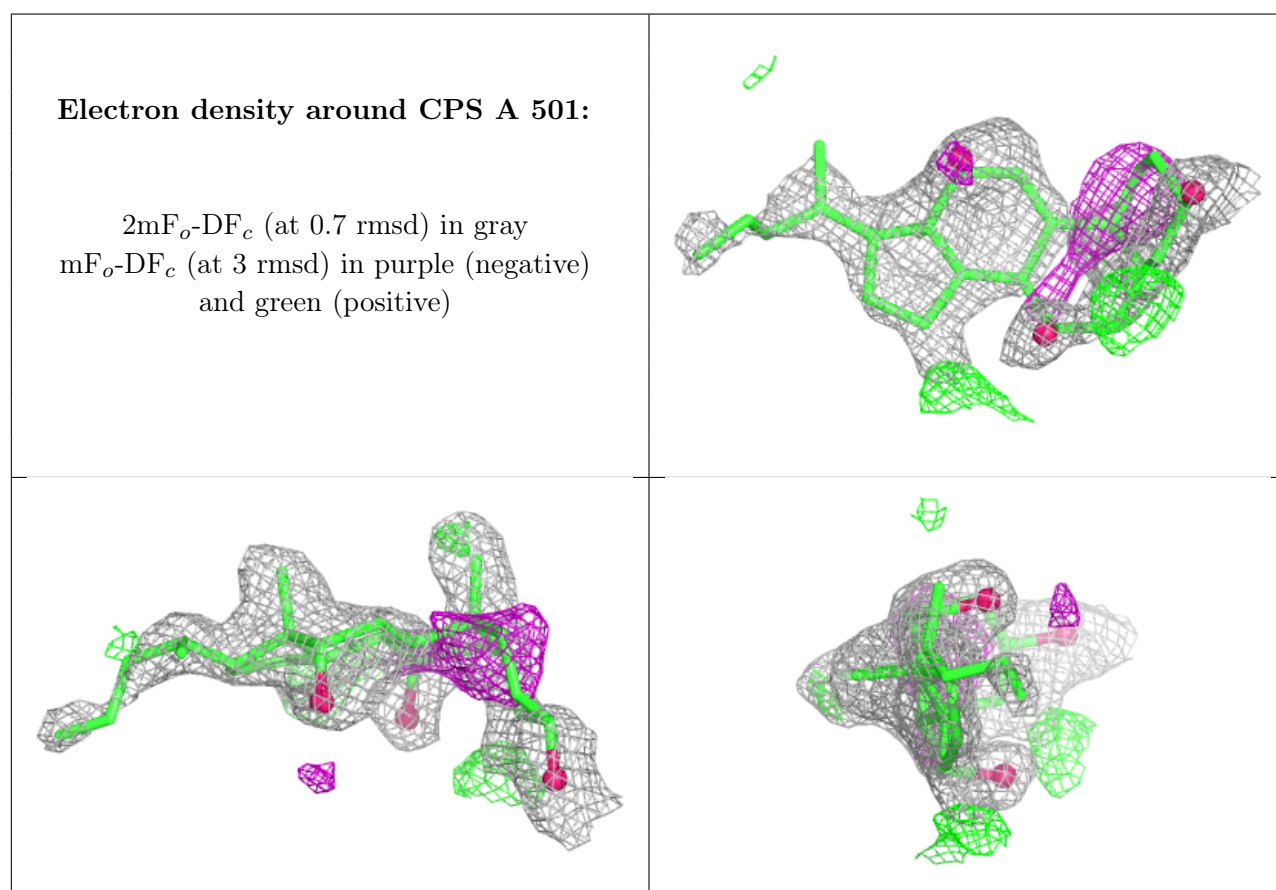 Electron density around CPS A 501:
2mFo-DFc (at 0.7 rmsd) in gray
mFo-DFc (at 3 rmsd) in purple (negative)
and green (positive)